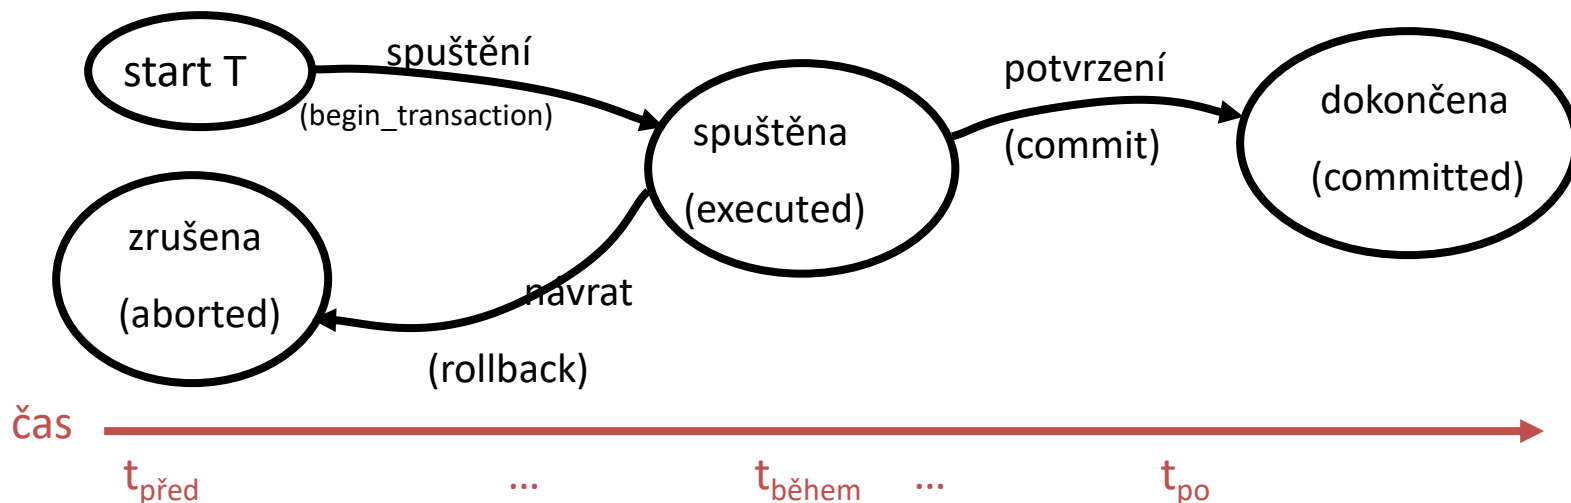 start T
spuštění
(begin_transaction)
spuštěna
(executed)
potvrzení
(commit)
dokončena
(committed)
zrušena
(aborted)
návrat
(rollback)
čas
tpřed ... tběhem ... tpo